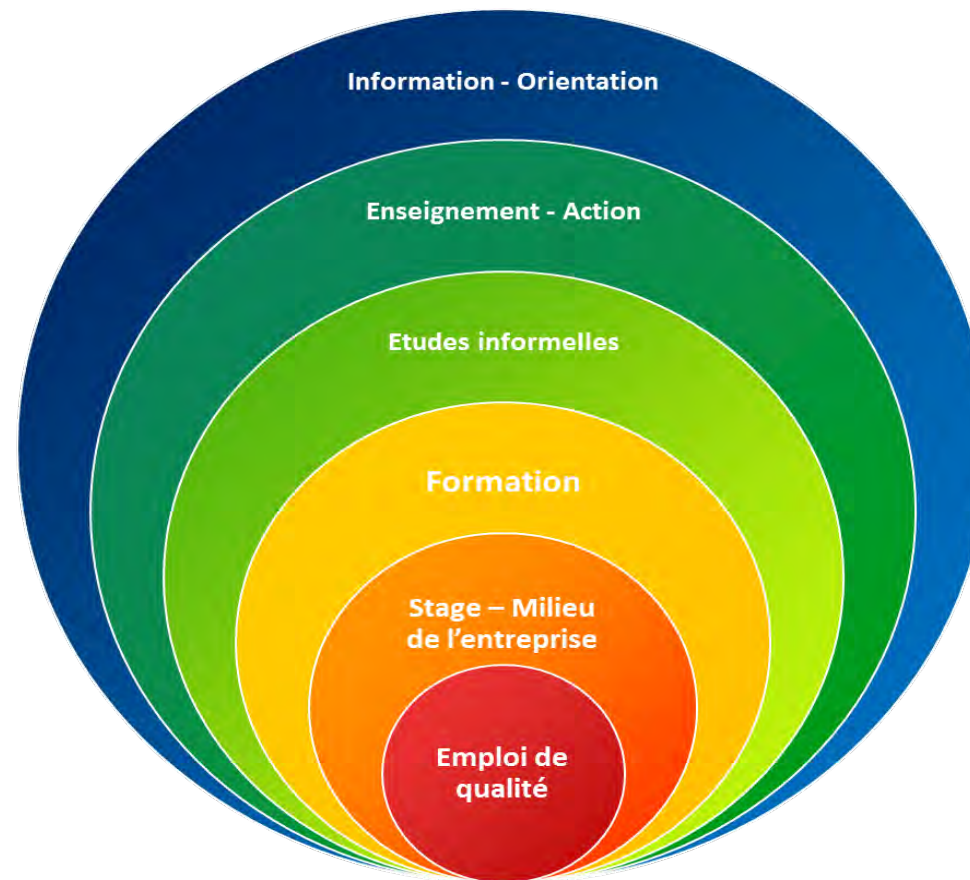 Information - Orientation
Enseignement - Action
Etudes informelles
Formation
Stage – Milieu
de l’entreprise
Emploi de
qualité